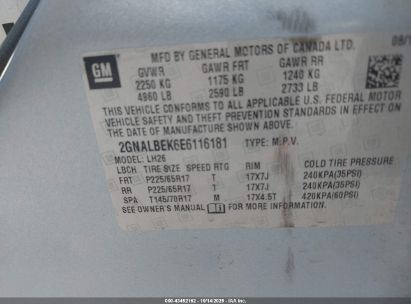 MFD BY GENERAL MOTORS OF CANADA LTD.
GM
GVWR GAWR FRT GAWR RR
2250 KG 1175 KG 1240 KG
4960 LB 2590 LB 2733 LB
THIS VEHICLE CONFORMS TO ALL APPLICABLE U.S. FEDERAL MOTOR
VEHICLE SAFETY AND THEFT PREVENTION STANDARDS IN EFFECT ON
THE DATE OF MANUFACTURE SHOWN ABOVE.
2GNALBEK6E6116181 TYPE: M.P.V.
MODEL: LH26
LBCH TIRE SIZE SPEED RTG RIM COLD TIRE PRESSURE
FRT P225/65R17 T 17X7J 240KPA(35PSI)
RR P225/65R17 T 17X7J 240KPA(35PSI)
SPA T145/70R17 M 17X4.5T 420KPA(60PSI)
SEE OWNER'S MANUAL FOR MORE INFORMATION.